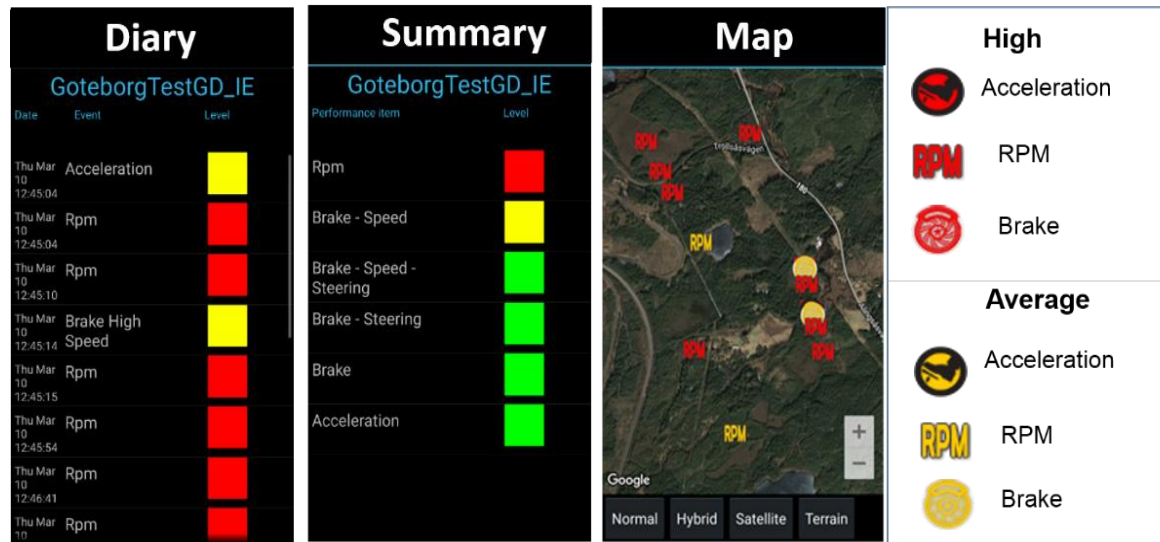 Diary
GoteborgTestGD_IE
Date Event Level
Thu Mar
10
12:45:04
Acceleration
Thu Mar
10
12:45:04
Rpm
Thu Mar
10
12:45:10
Rpm
Thu Mar
10
12:45:14
Brake High
Speed
Thu Mar
10
12:45:15
Rpm
Thu Mar
10
12:45:54
Rpm
Thu Mar
10
12:46:41
Rpm
Thu Mar
10
Rpm
Summary
GoteborgTestGD_IE
Performance item Level
Rpm
Brake - Speed
Brake - Speed -
Steering
Brake - Steering
Brake
Acceleration
Map
RPM
RPM
Trollsåsvägen
RPM
RPM
180
RPM
RPM
RPM
RPM
RPM
RPM
+
−
Google
Normal Hybrid Satellite Terrain
High
Acceleration
RPM RPM
Brake
Average
Acceleration
RPM RPM
Brake